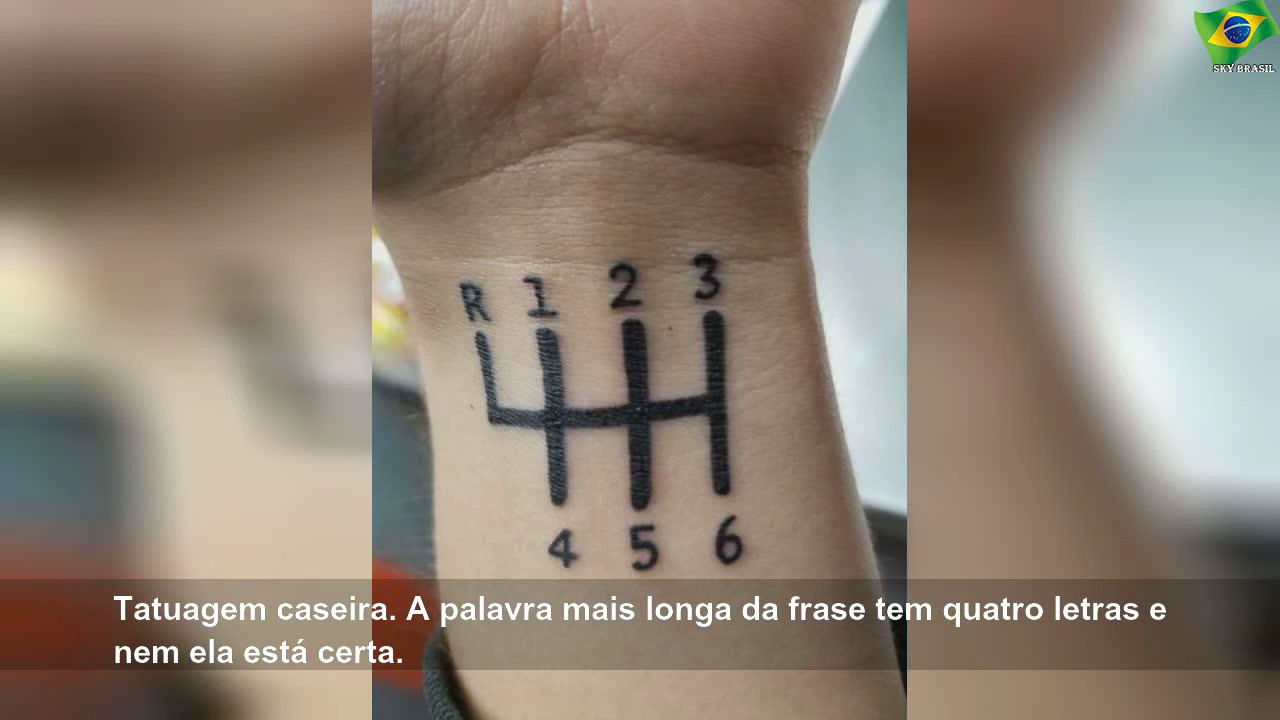 SKY BRASIL
R 1 2 3
4 5 6
Tatuagem caseira. A palavra mais longa da frase tem quatro letras e
nem ela está certa.